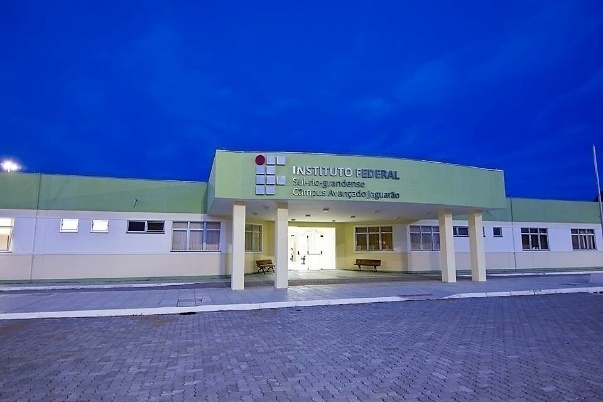 INSTITUTO FEDERAL
Sul-rio-grandense
Câmpus Avançado Jaguarão